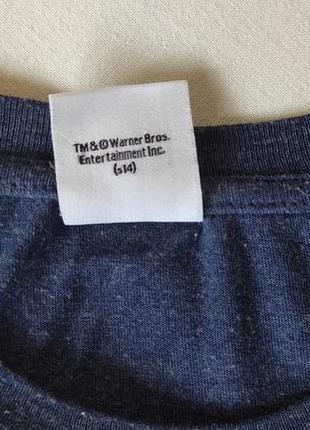 TM&© Warner Bros.
Entertainment Inc.
(s14)